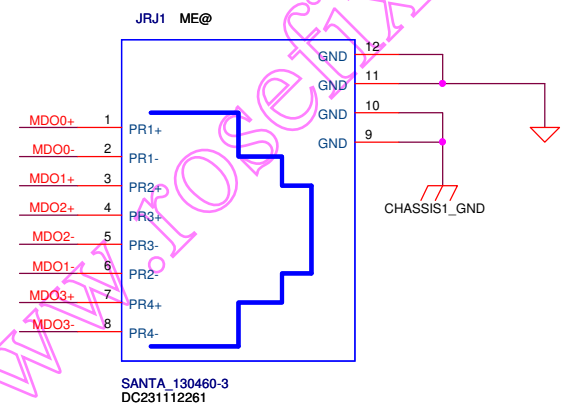 JRJ1 ME@
MDO0+ 1 PR1+
MDO0- 2 PR1-
MDO1+ 3 PR2+
MDO2+ 4 PR3+
MDO2- 5 PR3-
MDO1- 6 PR2-
MDO3+ 7 PR4+
MDO3- 8 PR4-
GND 12
GND 11
GND 10
GND 9
CHASSIS1_GND
SANTA_130460-3
DC231112261
www.rosefix